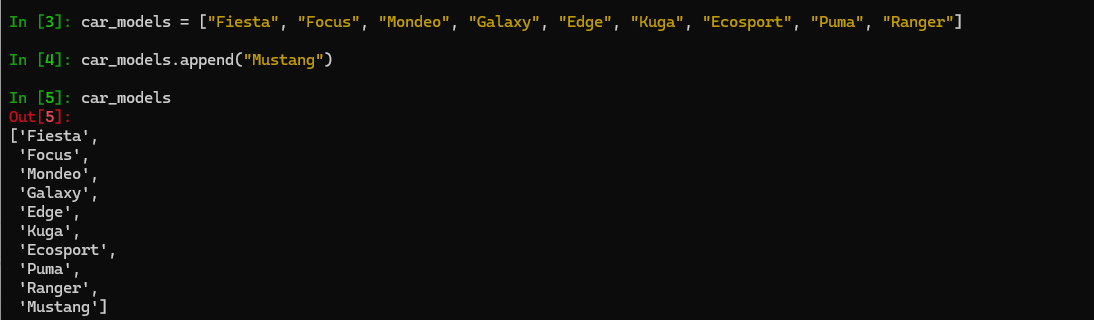 In [3]: car_models = ["Fiesta", "Focus", "Mondeo", "Galaxy", "Edge", "Kuga", "Ecosport", "Puma", "Ranger"]
In [4]: car_models.append("Mustang")
In [5]: car_models
Out[5]:
['Fiesta',
 'Focus',
 'Mondeo',
 'Galaxy',
 'Edge',
 'Kuga',
 'Ecosport',
 'Puma',
 'Ranger',
 'Mustang']